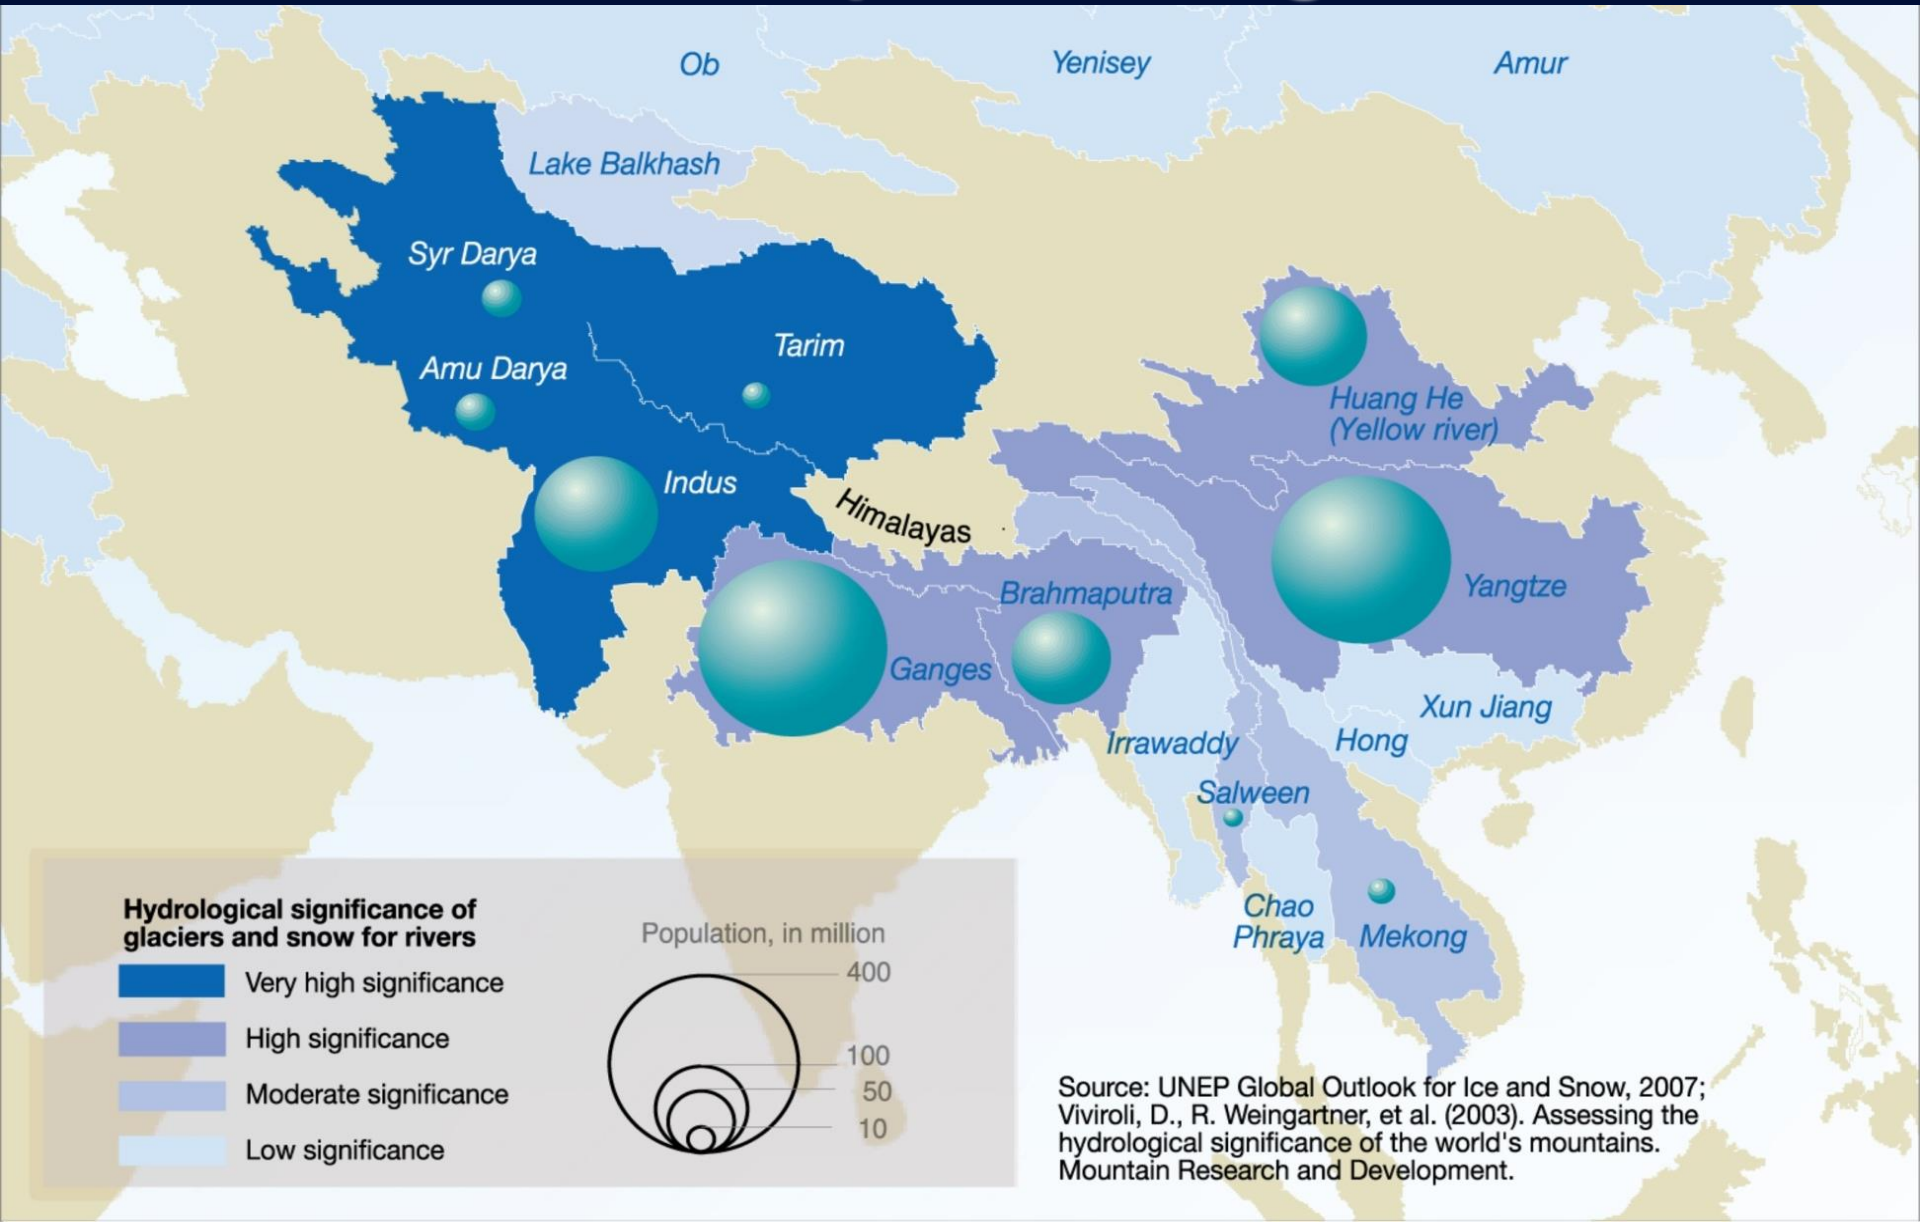 Ob
Yenisey
Amur
Lake Balkhash
Syr Darya
Tarim
Amu Darya
Huang He
(Yellow river)
Indus
Himalayas
Yangtze
Brahmaputra
Ganges
Xun Jiang
Hong
Irrawaddy
Salween
Chao
Phraya
Mekong
Hydrological significance of
glaciers and snow for rivers
Very high significance
High significance
Moderate significance
Low significance
Population, in million
400
100
50
10
Source: UNEP Global Outlook for Ice and Snow, 2007;
Viviroli, D., R. Weingartner, et al. (2003). Assessing the
hydrological significance of the world's mountains.
Mountain Research and Development.